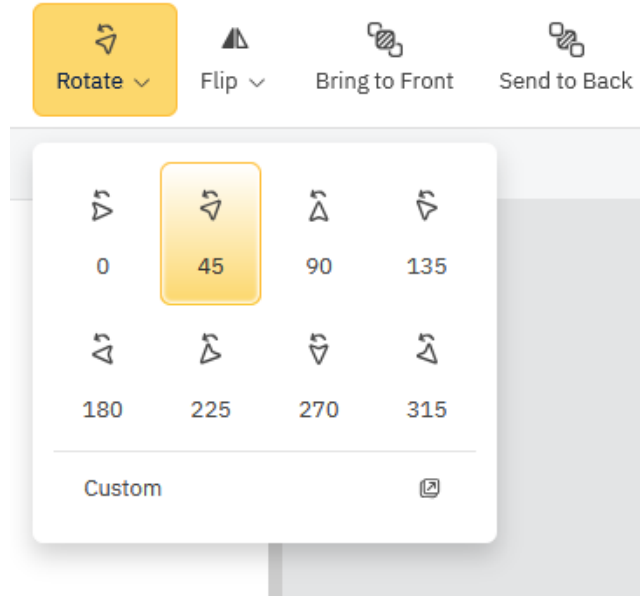 Rotate Flip Bring to Front Send to Back
0 45 90 135
180 225 270 315
Custom